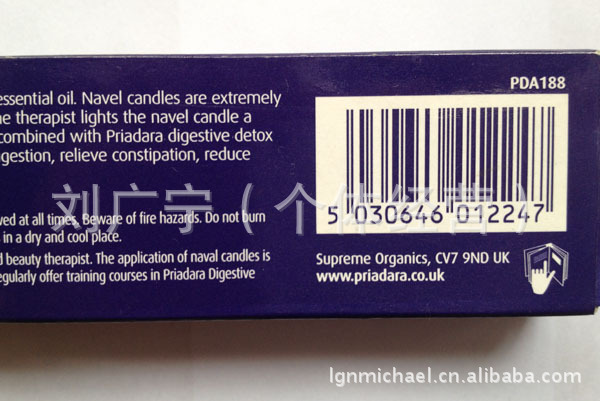 PDA188
essential oil. Navel candles are extremely
the therapist lights the navel candle a
combined with Priadara digestive detox
gestion, relieve constipation, reduce
刘广宁(个体经营)
5 030646 012247
ved at all times. Beware of fire hazards. Do not burn
in a dry and cool place.
d beauty therapist. The application of naval candles is
egularly offer training courses in Priadara Digestive
Supreme Organics, CV7 9ND UK
www.priadara.co.uk
lgnmichael.cn.alibaba.com